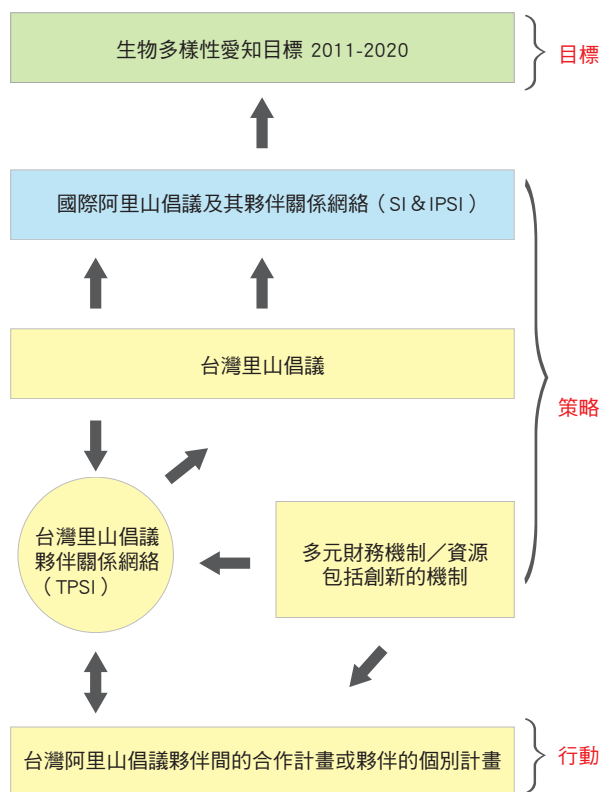 生物多樣性愛知目標 2011-2020
目標
國際阿里山倡議及其夥伴關係網絡（SI＆IPSI）
台灣里山倡議
策略
台灣里山倡議
夥伴關係網絡
（TPSI）
多元財務機制／資源
包括創新的機制
台灣阿里山倡議夥伴間的合作計畫或夥伴的個別計畫
行動